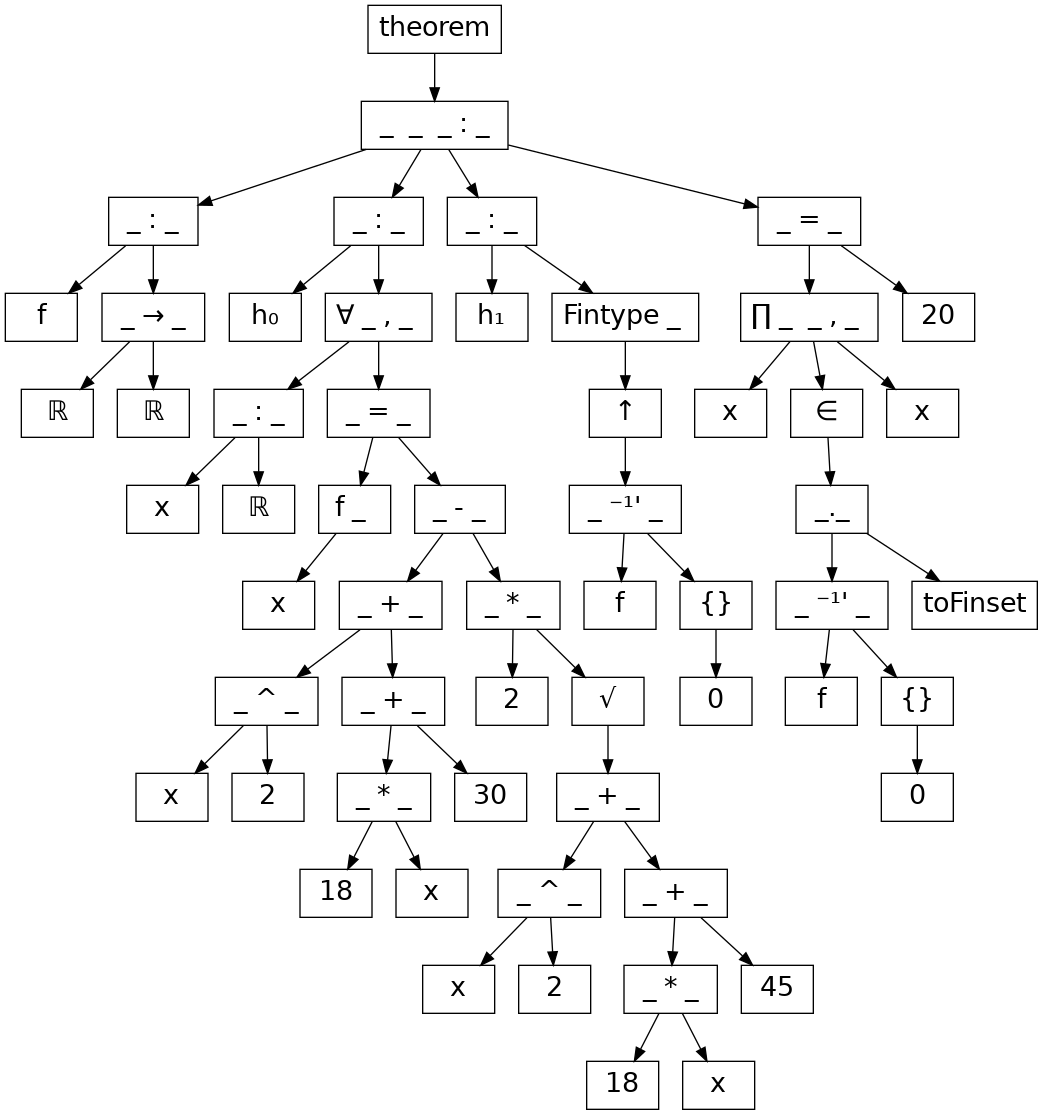 theorem
_ _ _ : _
_ : _ _ : _ _ : _ _ = _
f _ → _ h₀ ∀ _ , _ h₁ Fintype _ ∏ _ _ , _ 20
ℝ ℝ _ : _ _ = _ ↑ x ∈ x
x ℝ f _ _ - _ _ ⁻¹' _ _._
x _ + _ _ * _ f {} _ ⁻¹' _ toFinset
_ ^ _ _ + _ 2 √ 0 f {}
x 2 _ * _ 30 _ + _ 0
18 x _ ^ _ _ + _
x 2 _ * _ 45
18 x